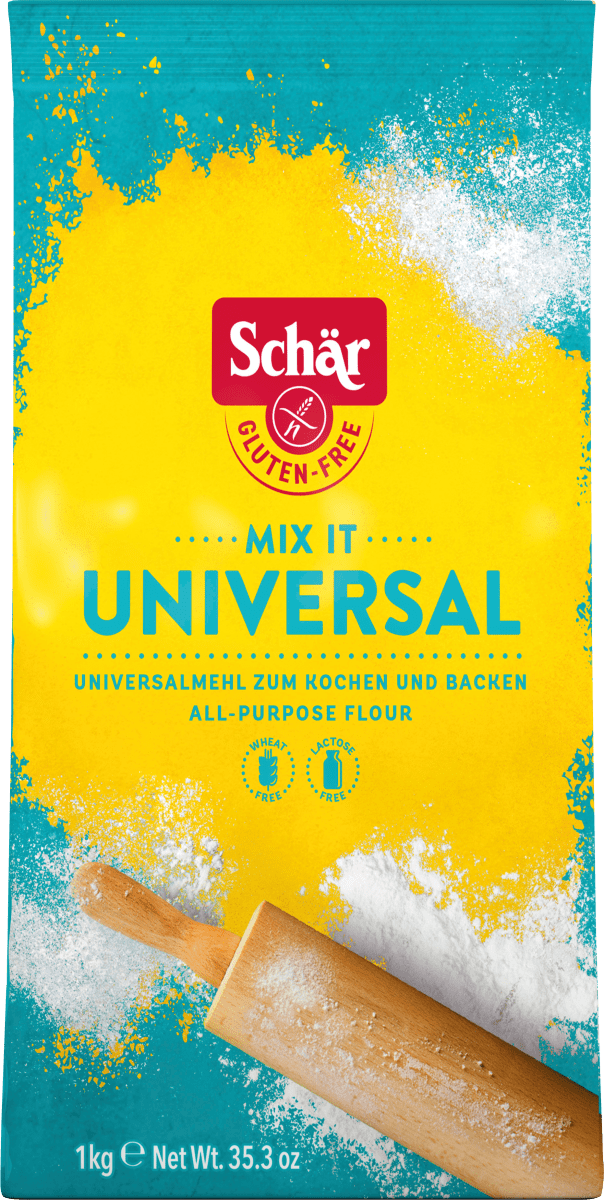 Schär
GLUTEN-FREE
MIX IT
UNIVERSAL
UNIVERSALMEHL ZUM KOCHEN UND BACKEN
ALL-PURPOSE FLOUR
WHEAT FREE
LACTOSE FREE
1kg ℮ Net Wt. 35.3 oz